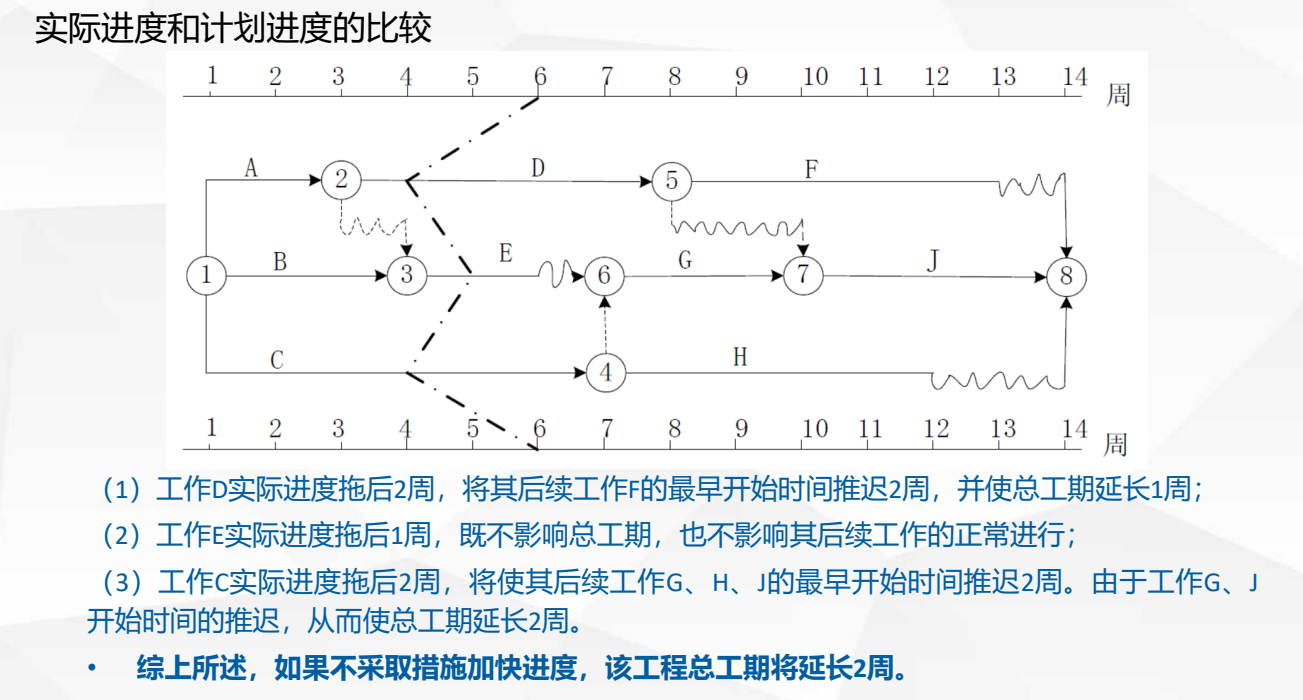 实际进度和计划进度的比较
1 2 3 4 5 6 7 8 9 10 11 12 13 14 周
A 2 D 5 F
1 B 3 E 6 G 7 J 8
C 4 H
1 2 3 4 5 6 7 8 9 10 11 12 13 14 周
（1）工作D实际进度拖后2周，将其后续工作F的最早开始时间推迟2周，并使总工期延长1周；
（2）工作E实际进度拖后1周，既不影响总工期，也不影响其后续工作的正常进行；
（3）工作C实际进度拖后2周，将使其后续工作G、H、J的最早开始时间推迟2周。由于工作G、J
开始时间的推迟，从而使总工期延长2周。
• 综上所述，如果不采取措施加快进度，该工程总工期将延长2周。